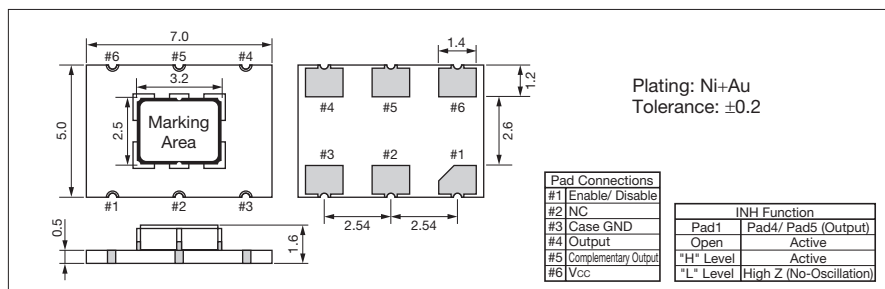 7.0
#6 #5 #4
3.2
5.0
2.5
Marking
Area
#1 #2 #3
0.5
1.6
1.4
1.2
#4 #5 #6
2.6
#3 #2 #1
2.54 2.54
Plating: Ni+Au
Tolerance: ±0.2
Pad Connections
#1 Enable/ Disable
#2 NC
#3 Case GND
#4 Output
#5 Complementary Output
#6 Vcc
INH Function
Pad1 Pad4/ Pad5 (Output)
Open Active
"H" Level Active
"L" Level High Z (No-Oscillation)